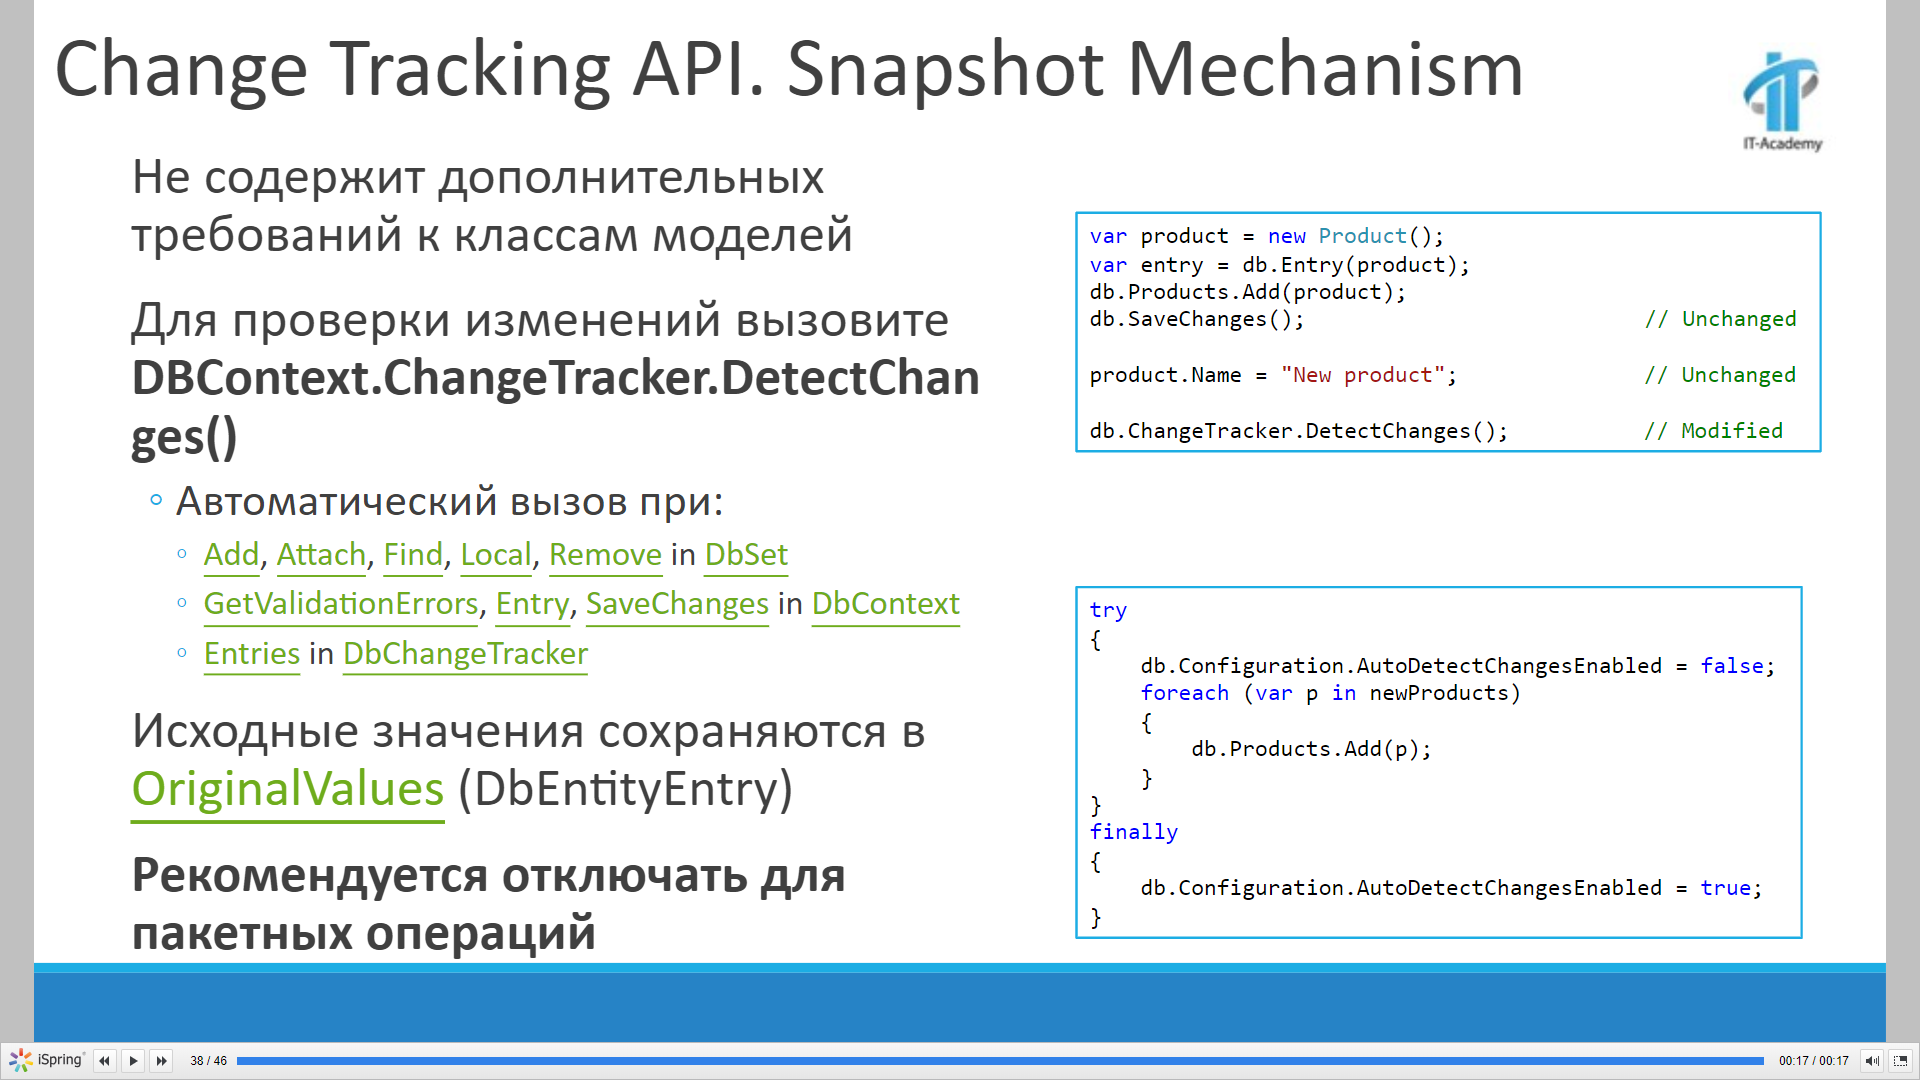 Change Tracking API. Snapshot Mechanism
IT-Academy
Не содержит дополнительных
требований к классам моделей
Для проверки изменений вызовите
DBContext.ChangeTracker.DetectChan
ges()
◦ Автоматический вызов при:
◦ Add, Attach, Find, Local, Remove in DbSet
◦ GetValidationErrors, Entry, SaveChanges in DbContext
◦ Entries in DbChangeTracker
Исходные значения сохраняются в
OriginalValues (DbEntityEntry)
Рекомендуется отключать для
пакетных операций
var product = new Product();
var entry = db.Entry(product);
db.Products.Add(product);
db.SaveChanges(); // Unchanged
product.Name = "New product"; // Unchanged
db.ChangeTracker.DetectChanges(); // Modified
try
{
db.Configuration.AutoDetectChangesEnabled = false;
foreach (var p in newProducts)
{
db.Products.Add(p);
}
}
finally
{
db.Configuration.AutoDetectChangesEnabled = true;
}
iSpring
38 / 46
00:17 / 00:17